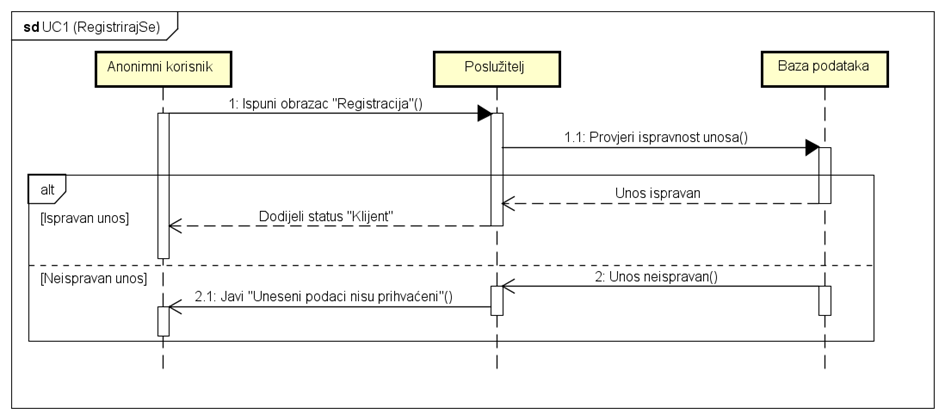 sd UC1 (RegistrirajSe)
Anonimni korisnik
Poslužitelj
Baza podataka
1: Ispuni obrazac "Registracija"()
1.1: Provjeri ispravnost unosa()
alt
Unos ispravan
[Ispravan unos]
Dodijeli status "Klijent"
[Neispravan unos]
2: Unos neispravan()
2.1: Javi "Uneseni podaci nisu prihvaćeni"()